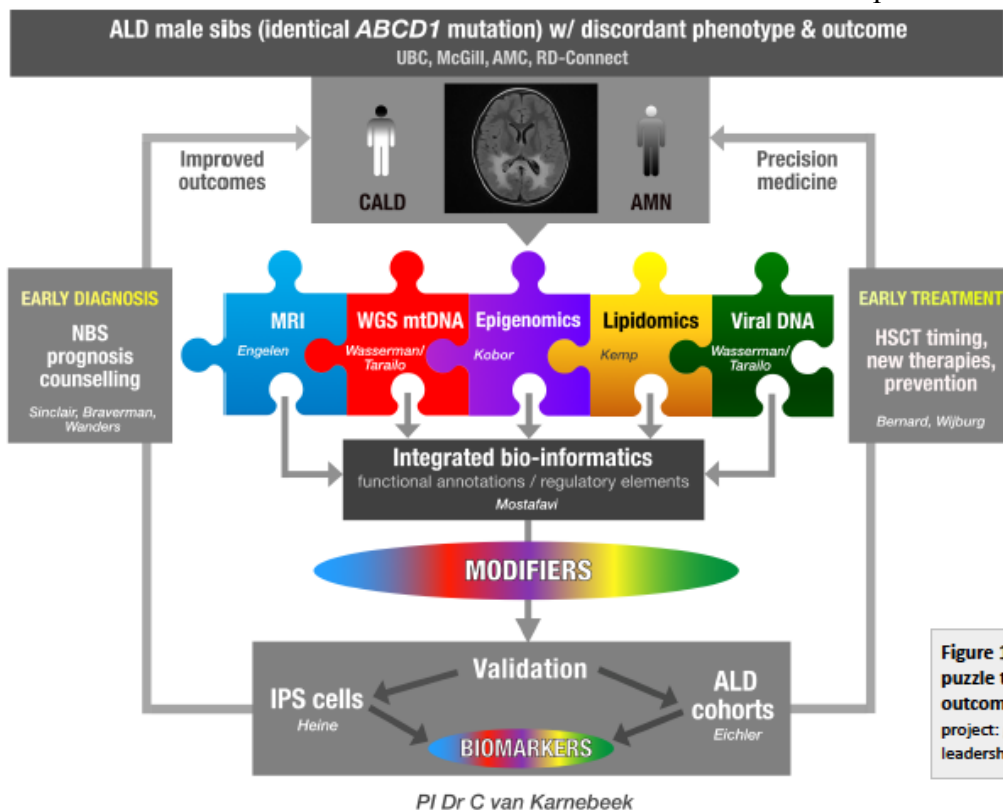 ALD male sibs (identical ABCD1 mutation) w/ discordant phenotype & outcome
UBC, McGill, AMC, RD-Connect
CALD
AMN
Improved
outcomes
Precision
medicine
EARLY DIAGNOSIS
NBS
prognosis
counselling
Sinclair, Braverman,
Wanders
MRI
Engelen
WGS mtDNA
Wasserman/
Tarailo
Epigenomics
Kobor
Lipidomics
Kemp
Viral DNA
Wasserman/
Tarailo
EARLY TREATMENT
HSCT timing,
new therapies,
prevention
Bernard, Wijburg
Integrated bio-informatics
functional annotations / regulatory elements
Mostafavi
MODIFIERS
Validation
IPS cells
Heine
ALD
cohorts
Eichler
BIOMARKERS
Figure
puzzle
outcom
project:
leadersh
PI Dr C van Karnebeek